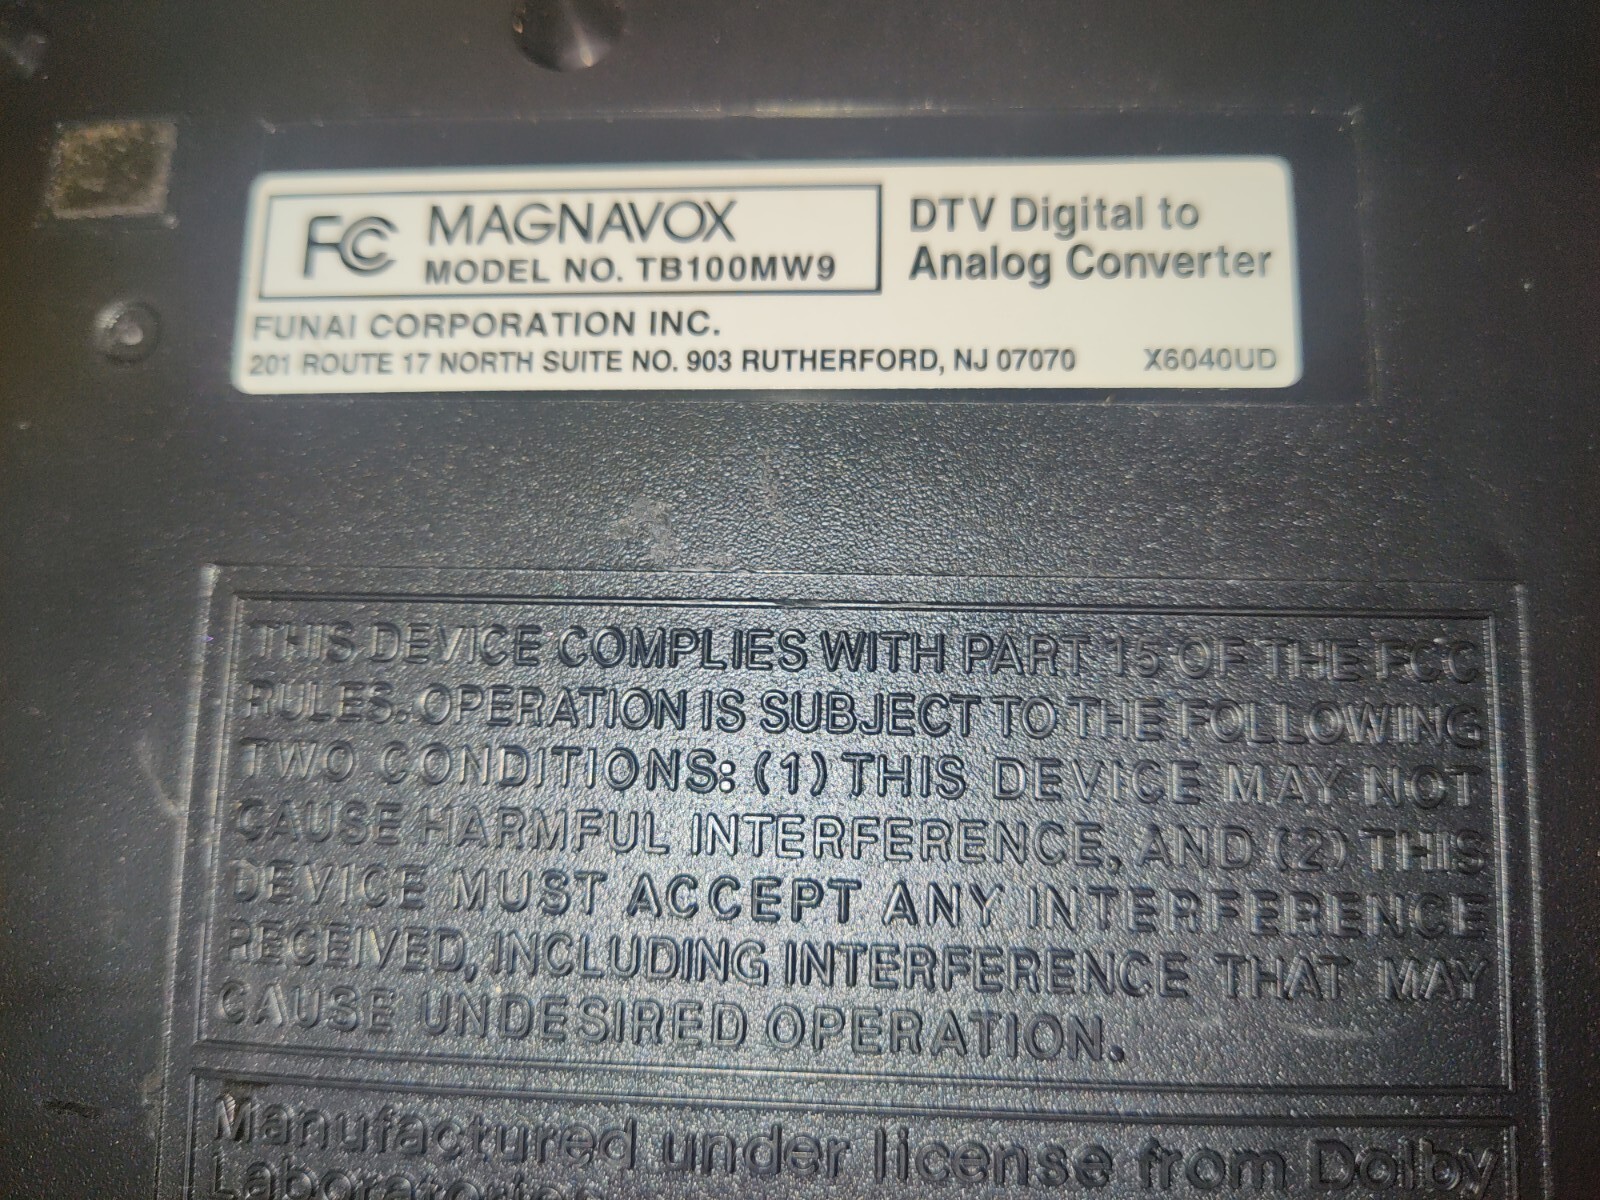 FC MAGNAVOX
MODEL NO. TB100MW9
DTV Digital to
Analog Converter
FUNAI CORPORATION INC.
201 ROUTE 17 NORTH SUITE NO. 903 RUTHERFORD, NJ 07070 X6040UD
THIS DEVICE COMPLIES WITH PART 15 OF THE FCC
RULES. OPERATION IS SUBJECT TO THE FOLLOWING
TWO CONDITIONS: (1) THIS DEVICE MAY NOT
CAUSE HARMFUL INTERFERENCE, AND (2) THIS
DEVICE MUST ACCEPT ANY INTERFERENCE
RECEIVED, INCLUDING INTERFERENCE THAT MAY
CAUSE UNDESIRED OPERATION.
Manufactured under license from Dolby
Laboratories